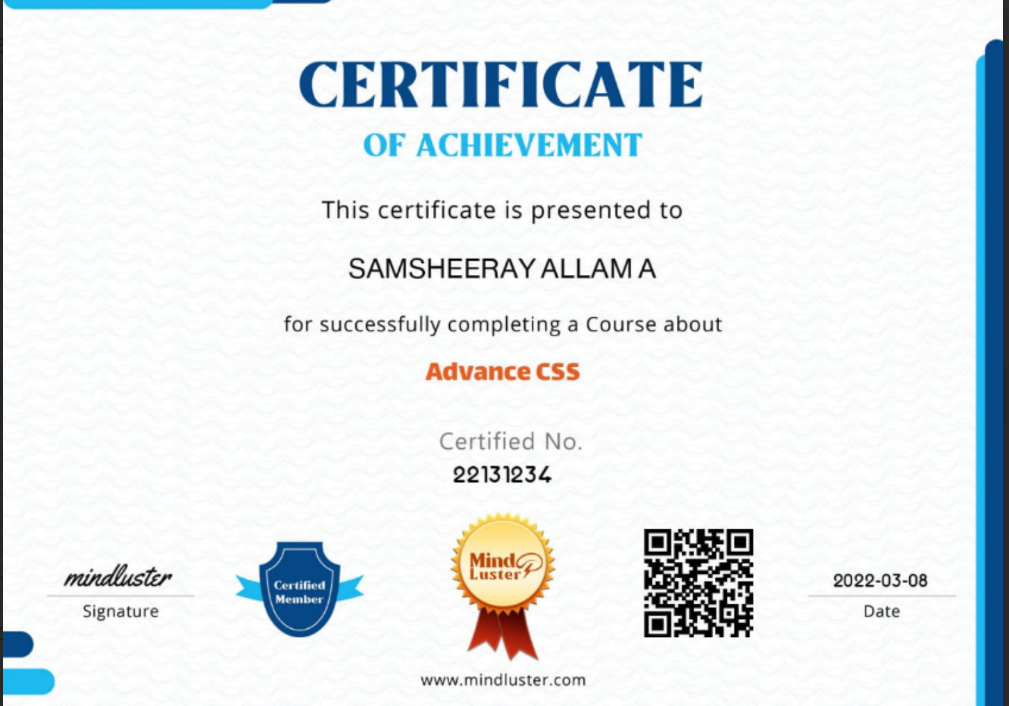 CERTIFICATE
OF ACHIEVEMENT
This certificate is presented to
SAMSHEERAY ALLAM A
for successfully completing a Course about
Advance CSS
Certified No.
22131234
mindluster
Signature
Certified
Member
Mind
Luster
2022-03-08
Date
www.mindluster.com